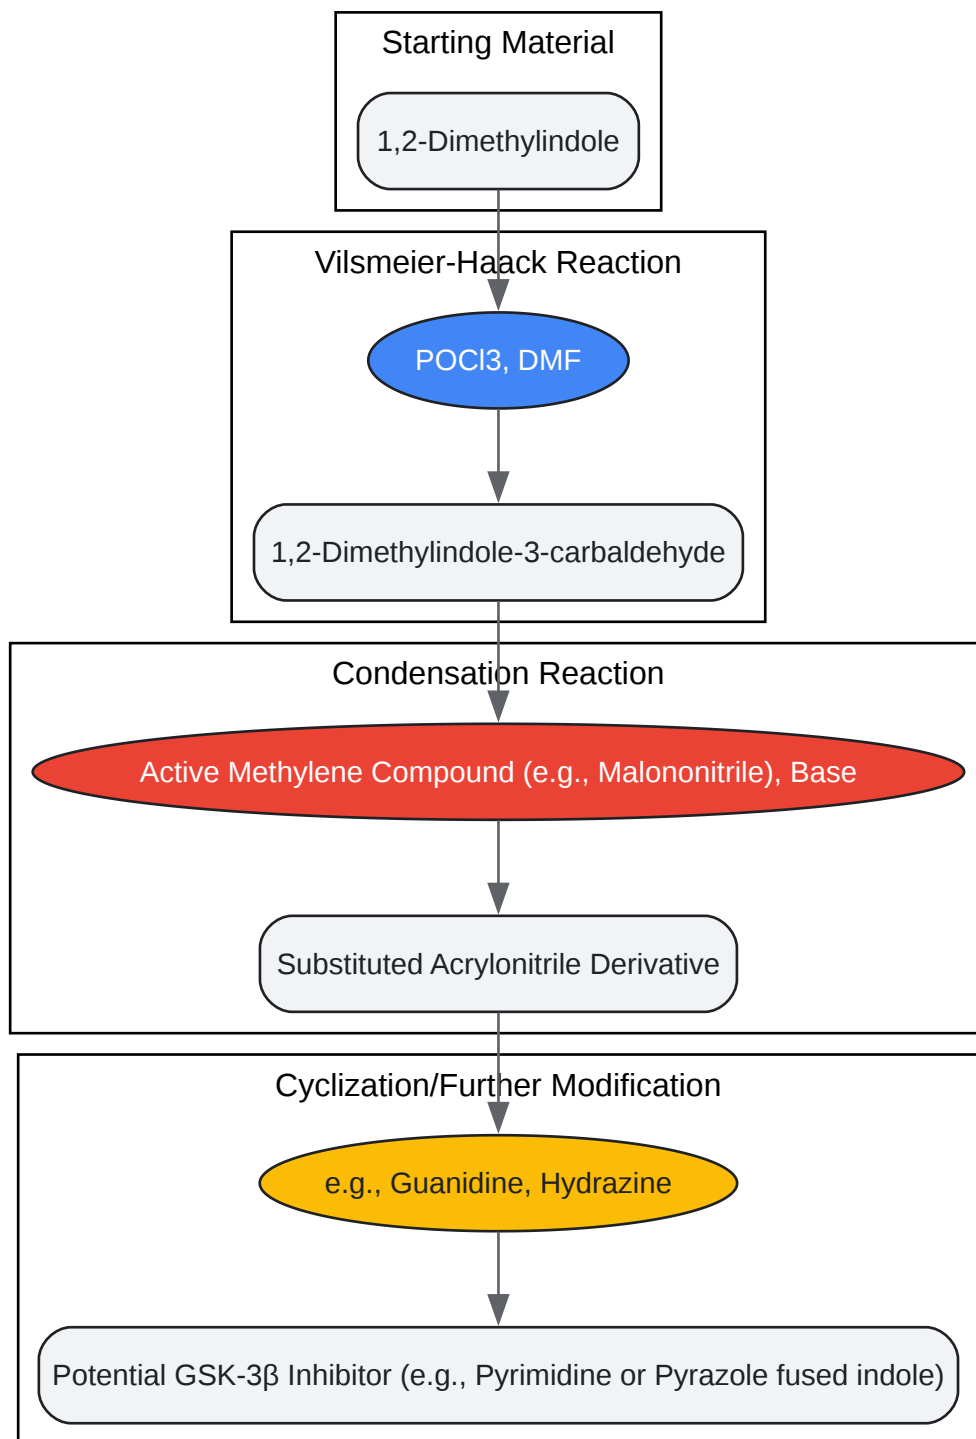 Starting Material
1,2-Dimethylindole
Vilsmeier-Haack Reaction
POCl3, DMF
1,2-Dimethylindole-3-carbaldehyde
Condensation Reaction
Active Methylene Compound (e.g., Malononitrile), Base
Substituted Acrylonitrile Derivative
Cyclization/Further Modification
e.g., Guanidine, Hydrazine
Potential GSK-3β Inhibitor (e.g., Pyrimidine or Pyrazole fused indole)